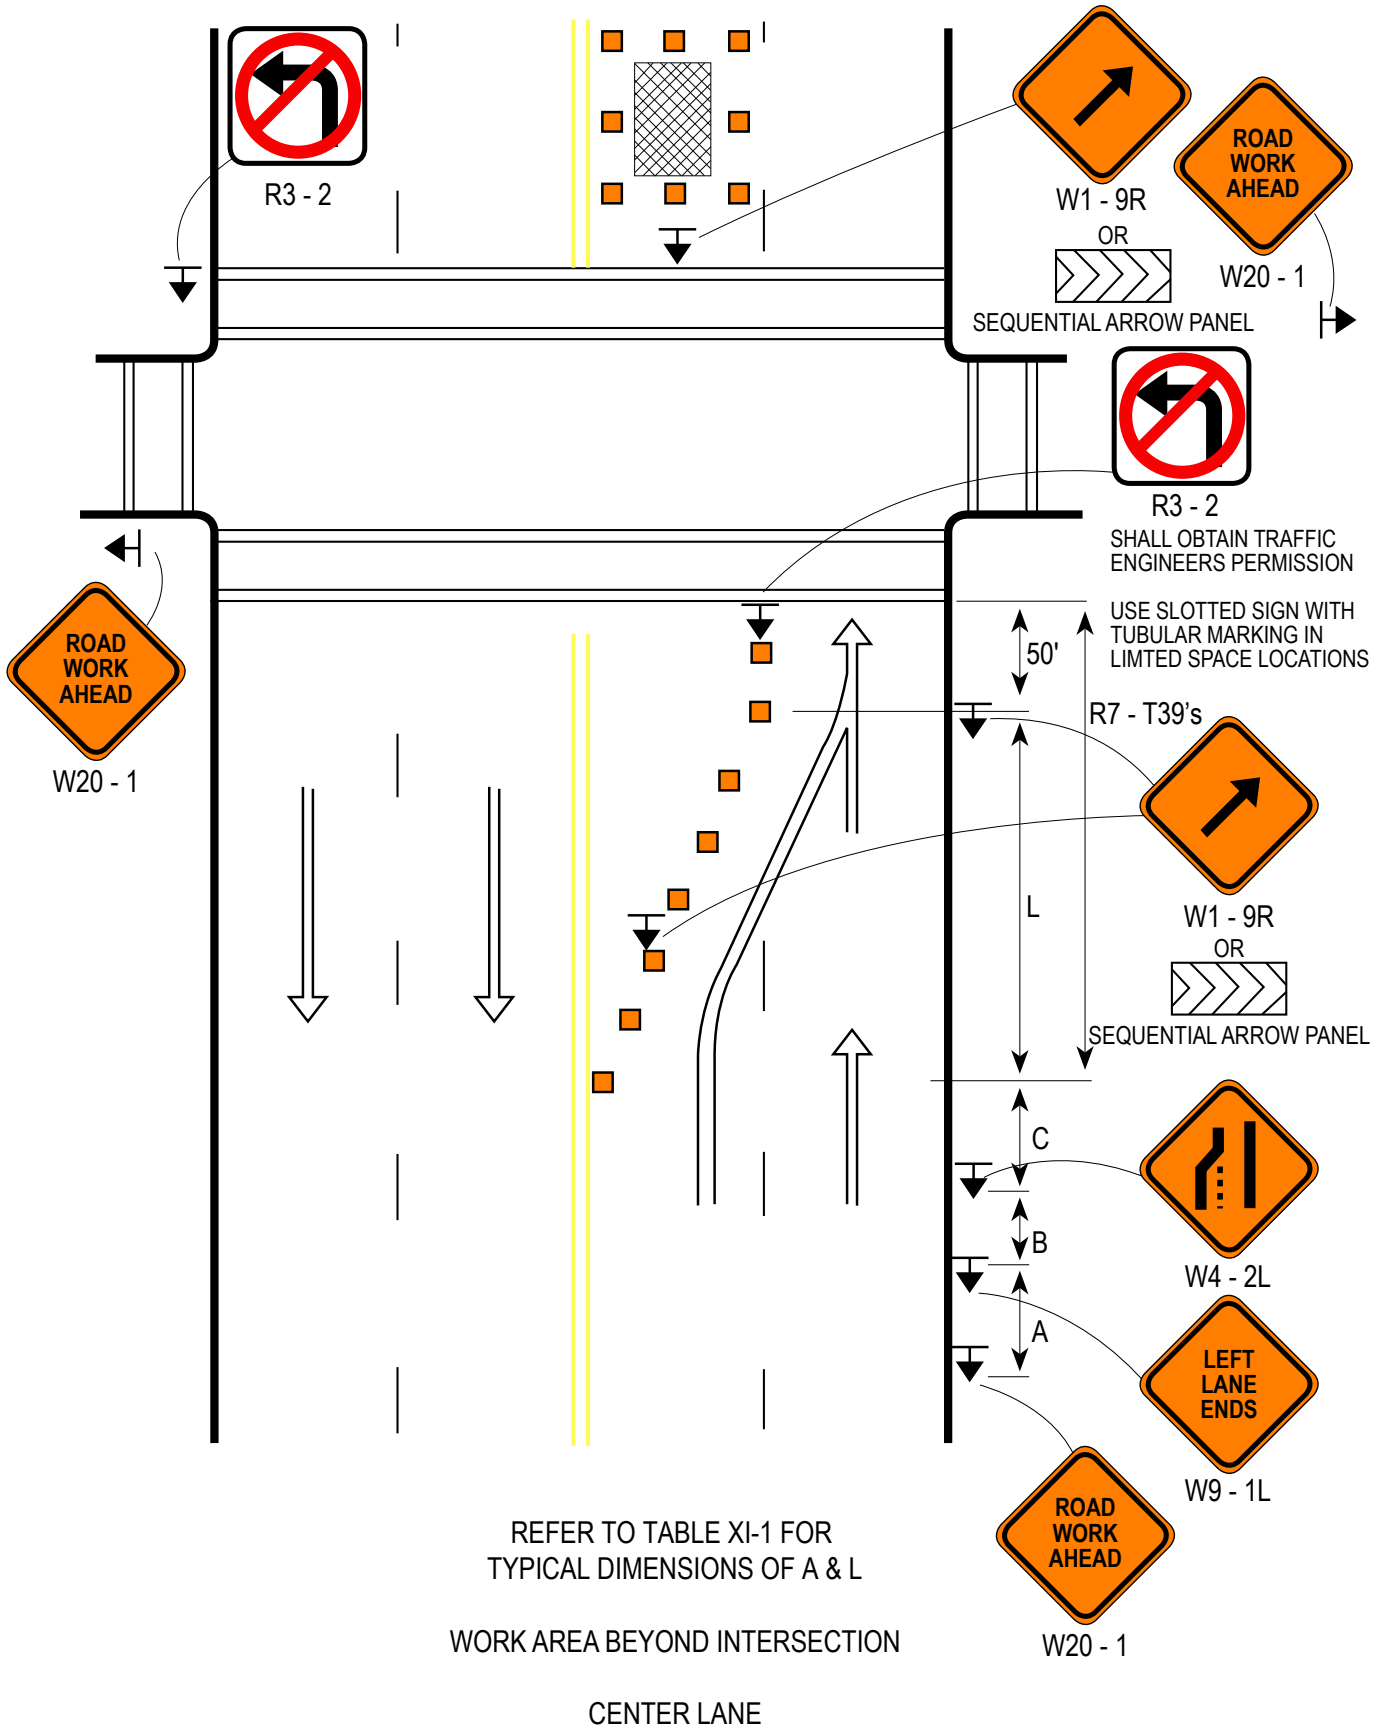 R3 - 2
W1 - 9R
OR
SEQUENTIAL ARROW PANEL
ROAD
WORK
AHEAD
W20 - 1
R3 - 2
SHALL OBTAIN TRAFFIC
ENGINEERS PERMISSION
USE SLOTTED SIGN WITH
TUBULAR MARKING IN
LIMTED SPACE LOCATIONS
ROAD
WORK
AHEAD
W20 - 1
50'
R7 - T39's
L
W1 - 9R
OR
SEQUENTIAL ARROW PANEL
C
B
W4 - 2L
A
LEFT
LANE
ENDS
W9 - 1L
ROAD
WORK
AHEAD
W20 - 1
REFER TO TABLE XI-1 FOR
TYPICAL DIMENSIONS OF A & L
WORK AREA BEYOND INTERSECTION
CENTER LANE